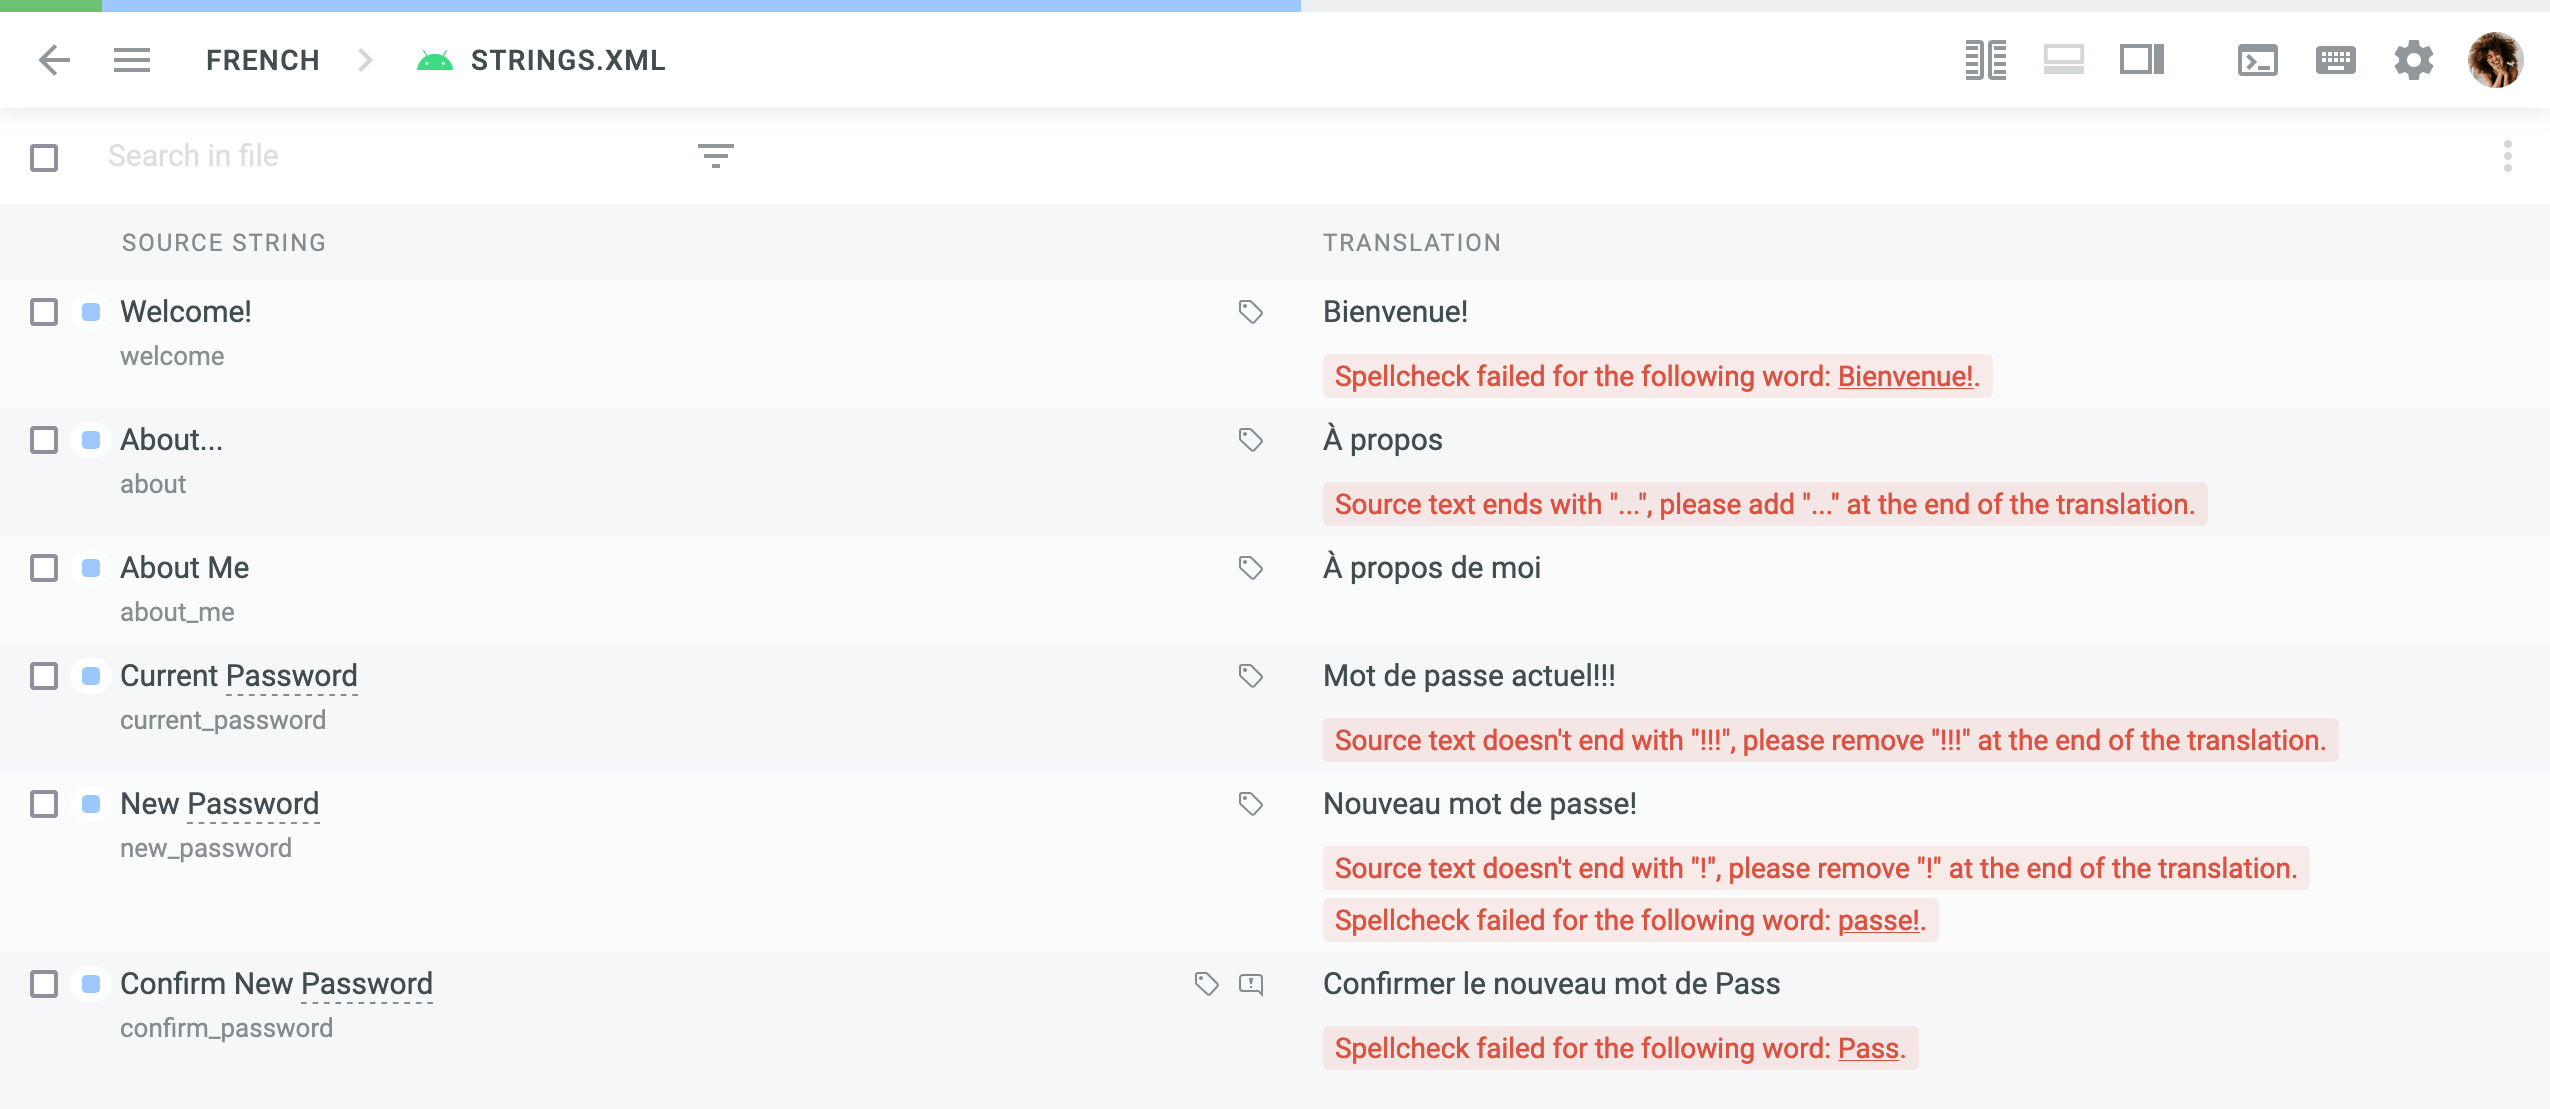 FRENCH STRINGS.XML
Search in file
SOURCE STRING TRANSLATION
Welcome! Bienvenue!
welcome
Spellcheck failed for the following word: Bienvenue!.
About... À propos
about
Source text ends with "...", please add "..." at the end of the translation.
About Me À propos de moi
about_me
Current Password Mot de passe actuel!!!
current_password
Source text doesn't end with "!!!", please remove "!!!" at the end of the translation.
New Password Nouveau mot de passe!
new_password
Source text doesn't end with "!", please remove "!" at the end of the translation.
Spellcheck failed for the following word: passe!.
Confirm New Password Confirmer le nouveau mot de Pass
confirm_password
Spellcheck failed for the following word: Pass.